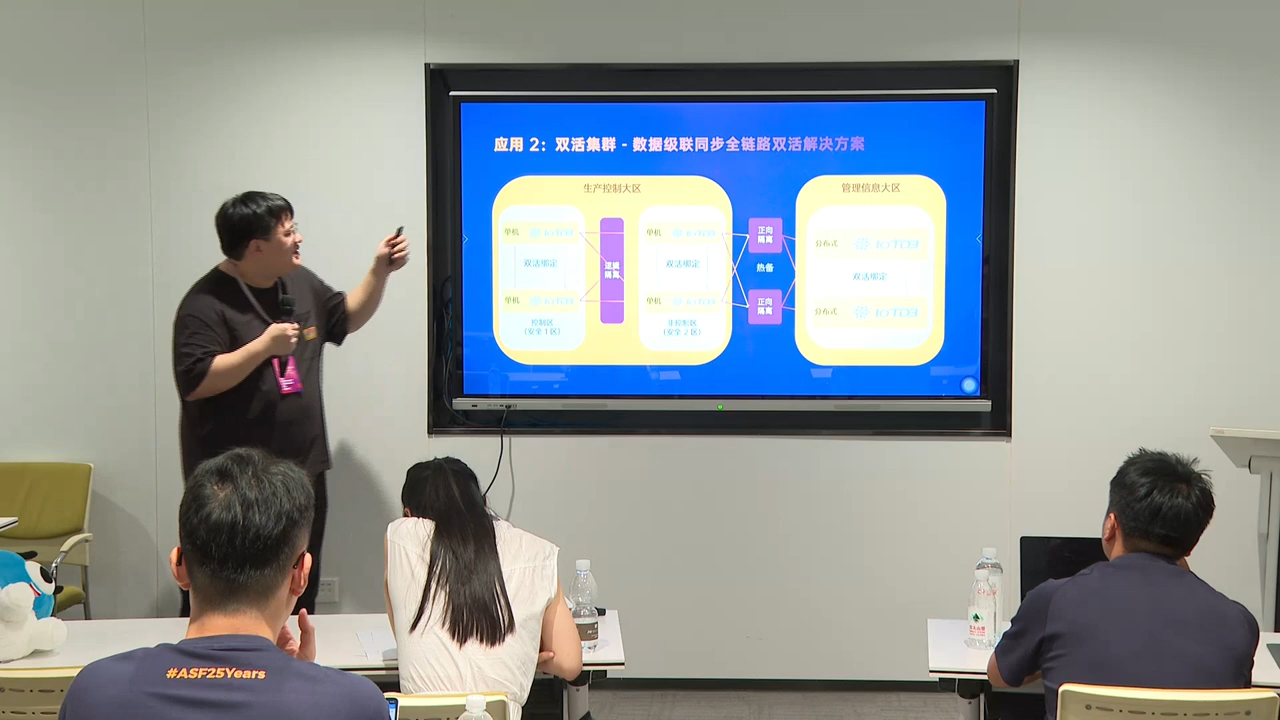 应用 2：双活集群 - 数据级联同步全链路双活解决方案
生产控制大区
单机 IoTDB
双活绑定
单机 IoTDB
控制区
（安全 1 区）
逆向
隔离
单机 IoTDB
双活绑定
单机 IoTDB
非控制区
（安全 2 区）
正向
隔离
热备
正向
隔离
管理信息大区
分布式 IoTDB
双活绑定
分布式 IoTDB
#ASF25Years